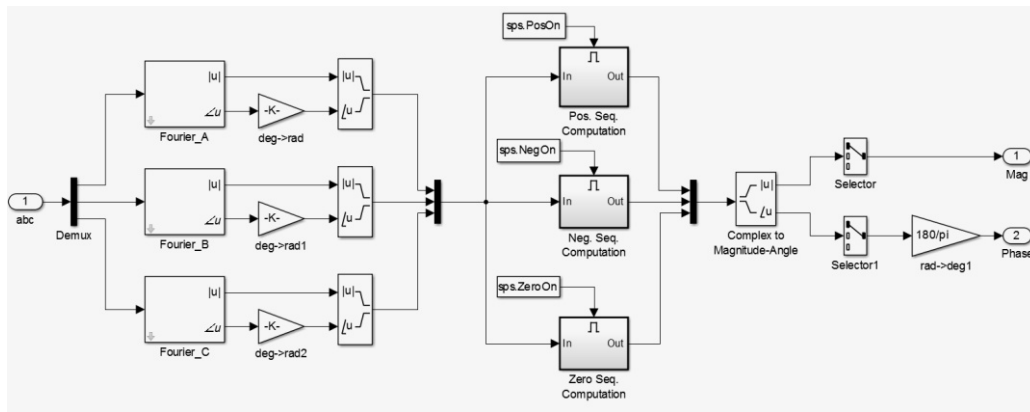 sps.PosOn
|u|
∠u
Fourier_A
-K-
deg->rad
|u|
∠u
In
Out
Pos. Seq.
Computation
1
abc
Demux
|u|
∠u
Fourier_B
-K-
deg->rad1
|u|
∠u
sps.NegOn
In
Out
Neg. Seq.
Computation
|u|
∠u
Complex to
Magnitude-Angle
Selector
1
Mag
Selector1
180/pi
rad->deg1
2
Phase
|u|
∠u
Fourier_C
-K-
deg->rad2
|u|
∠u
sps.ZeroOn
In
Out
Zero Seq.
Computation